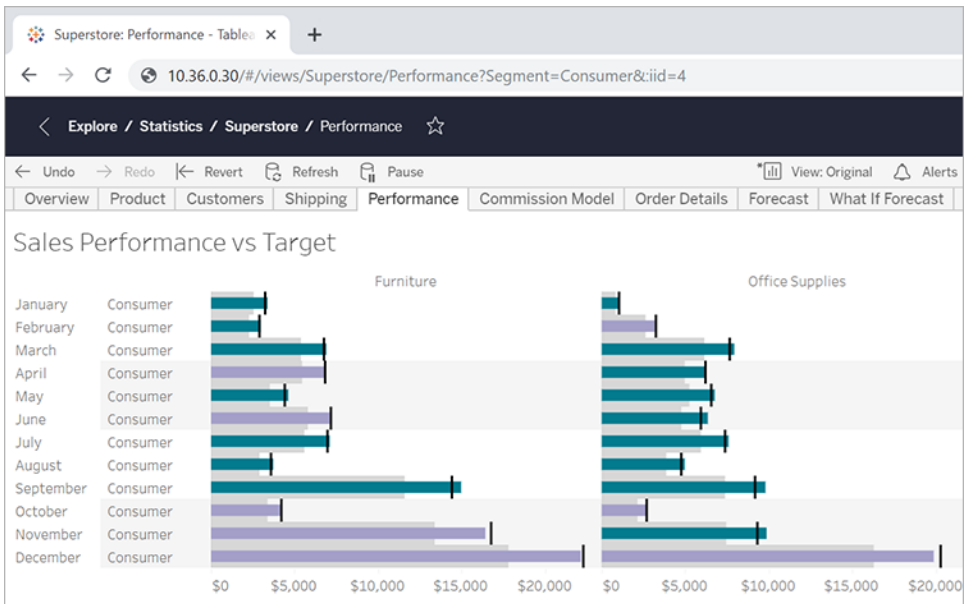 Superstore: Performance - Tablea
10.36.0.30/#/views/Superstore/Performance?Segment=Consumer&:iid=4
Explore / Statistics / Superstore / Performance
Undo Redo Revert Refresh Pause View: Original Alerts
Overview Product Customers Shipping Performance Commission Model Order Details Forecast What If Forecast
Sales Performance vs Target
Furniture Office Supplies
January Consumer
February Consumer
March Consumer
April Consumer
May Consumer
June Consumer
July Consumer
August Consumer
September Consumer
October Consumer
November Consumer
December Consumer
$0 $5,000 $10,000 $15,000 $20,000 $0 $5,000 $10,000 $15,000 $20,000